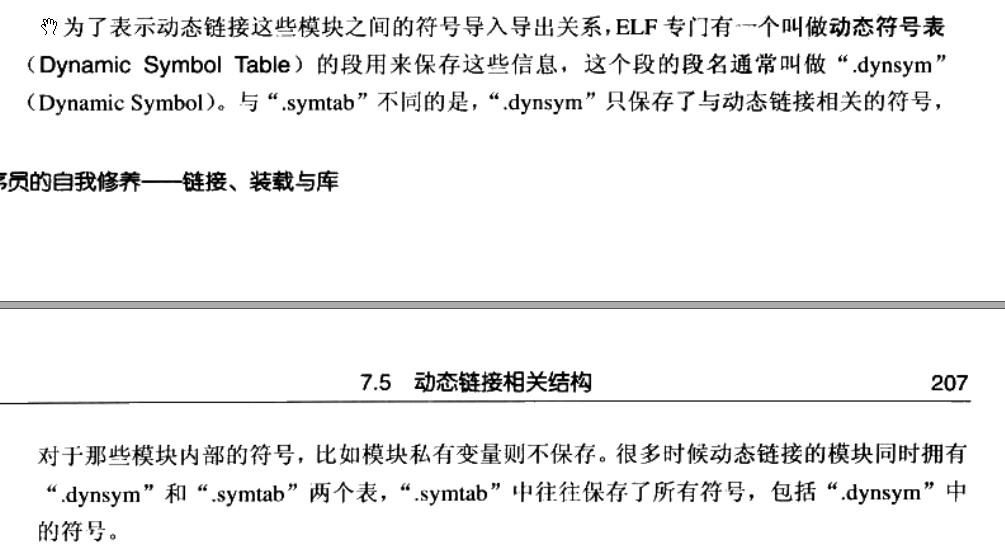 为了表示动态链接这些模块之间的符号导入导出关系，ELF 专门有一个叫做动态符号表
（Dynamic Symbol Table）的段用来保存这些信息，这个段的段名通常叫做“.dynsym”
（Dynamic Symbol）。与“.symtab”不同的是，“.dynsym”只保存了与动态链接相关的符号，
序员的自我修养——链接、装载与库
7.5 动态链接相关结构 207
对于那些模块内部的符号，比如模块私有变量则不保存。很多时候动态链接的模块同时拥有
“.dynsym”和“.symtab”两个表，“.symtab”中往往保存了所有符号，包括“.dynsym”中
的符号。